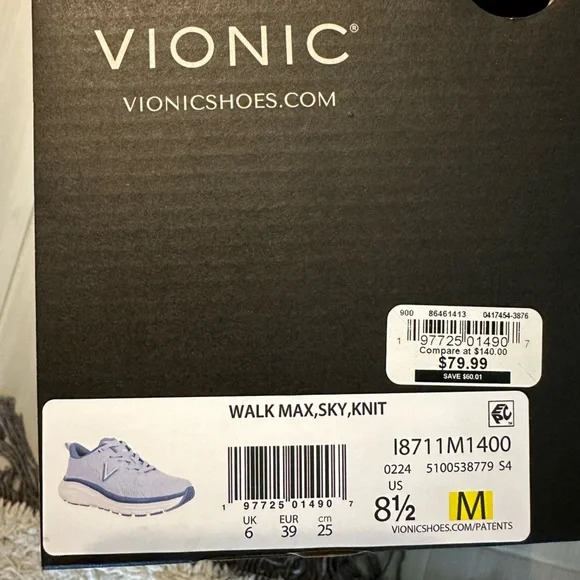 VIONIC®
VIONICSHOES.COM
900 86461413 0417454-3876
1 97725 01490 7
Compare at $140.00
$79.99
SAVE $60.01
WALK MAX,SKY,KNIT
I8711M1400
0224 5100538779 S4
1 97725 01490 7
US
8½ M
UK EUR cm
6 39 25
VIONICSHOES.COM/PATENTS